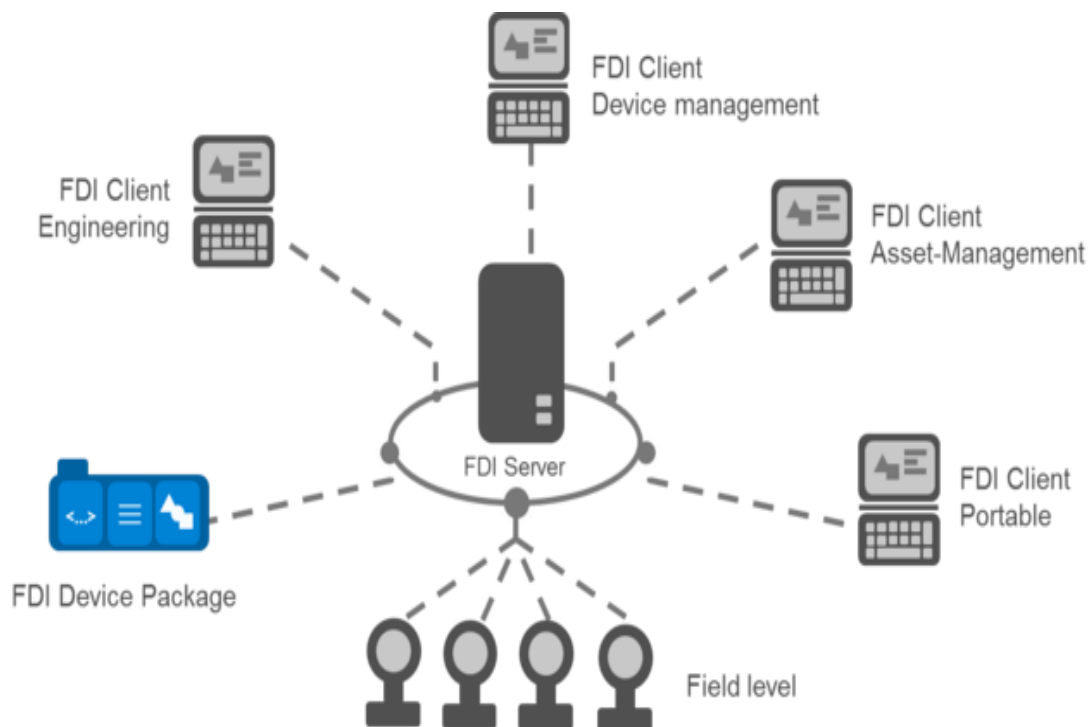 FDI Client
Device management
FDI Client
Engineering
FDI Client
Asset-Management
FDI Server
FDI Client
Portable
<...>
FDI Device Package
Field level